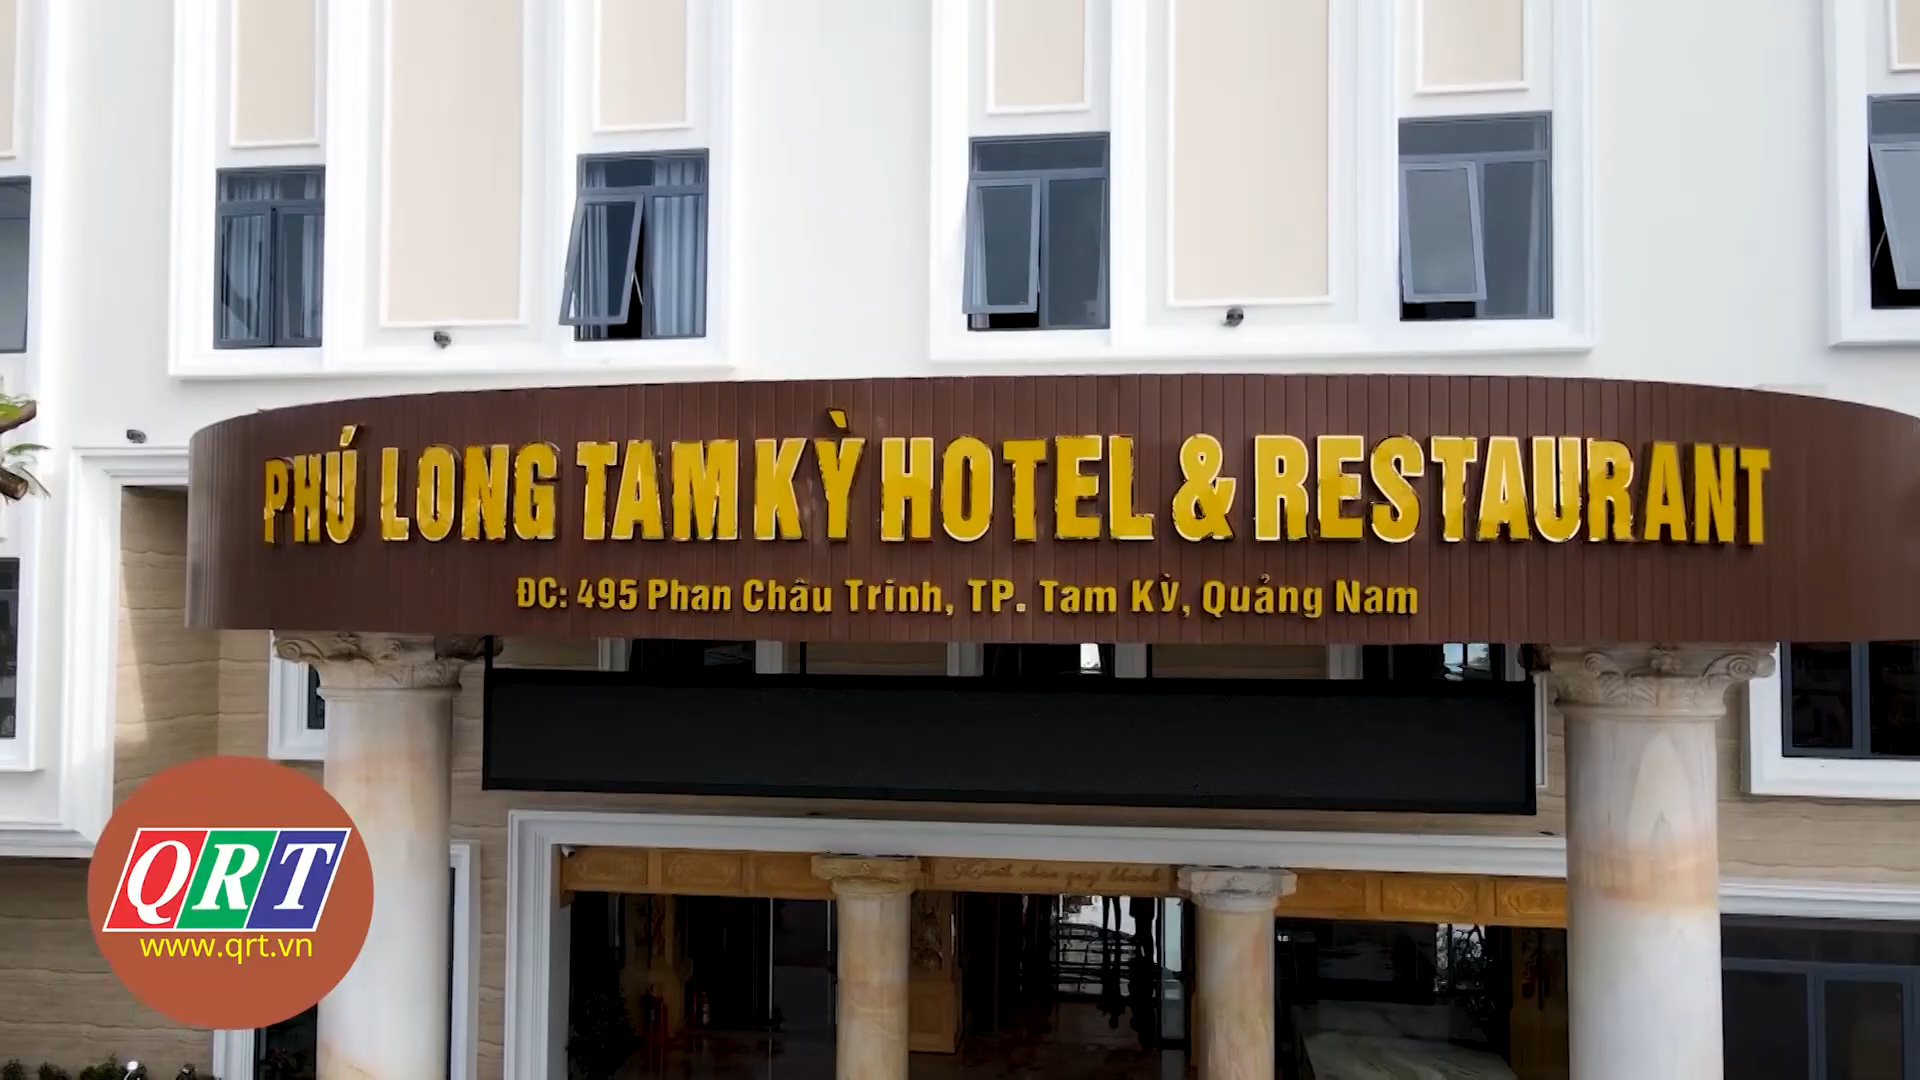 PHÚ LONG TAM KỲ HOTEL & RESTAURANT
ĐC: 495 Phan Châu Trinh, TP. Tam Kỳ, Quảng Nam
QRT
www.qrt.vn